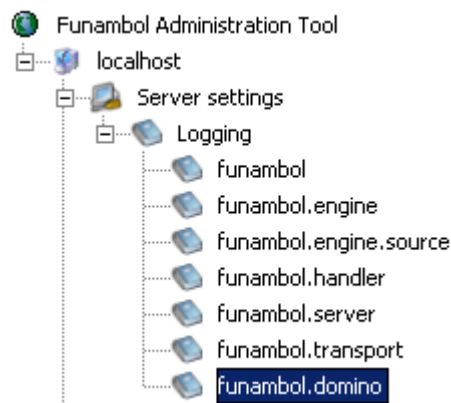 Funambol Administration Tool
localhost
Server settings
Logging
funambol
funambol.engine
funambol.engine.source
funambol.handler
funambol.server
funambol.transport
funambol.domino